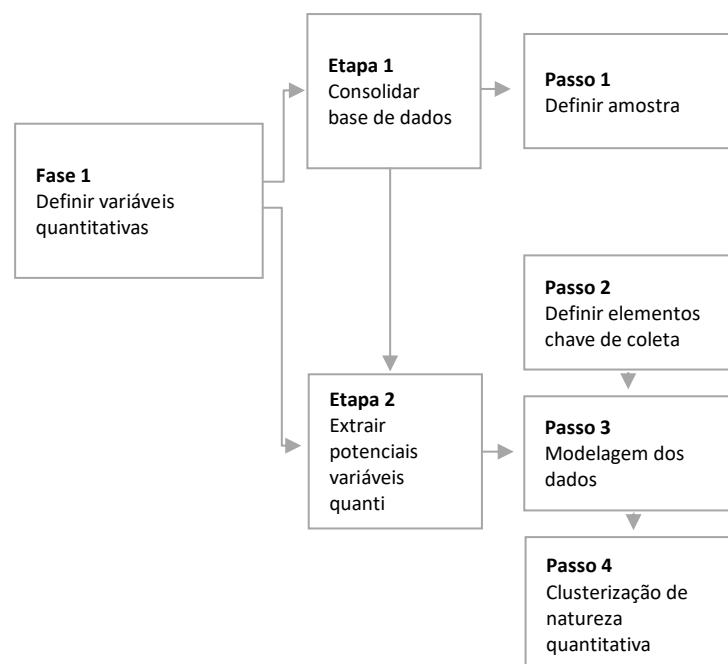 Fase 1
Definir variáveis
quantitativas
Etapa 1
Consolidar
base de dados
Passo 1
Definir amostra
Etapa 2
Extrair
potenciais
variáveis
quanti
Passo 2
Definir elementos
chave de coleta
Passo 3
Modelagem dos
dados
Passo 4
Clusterização de
natureza
quantitativa